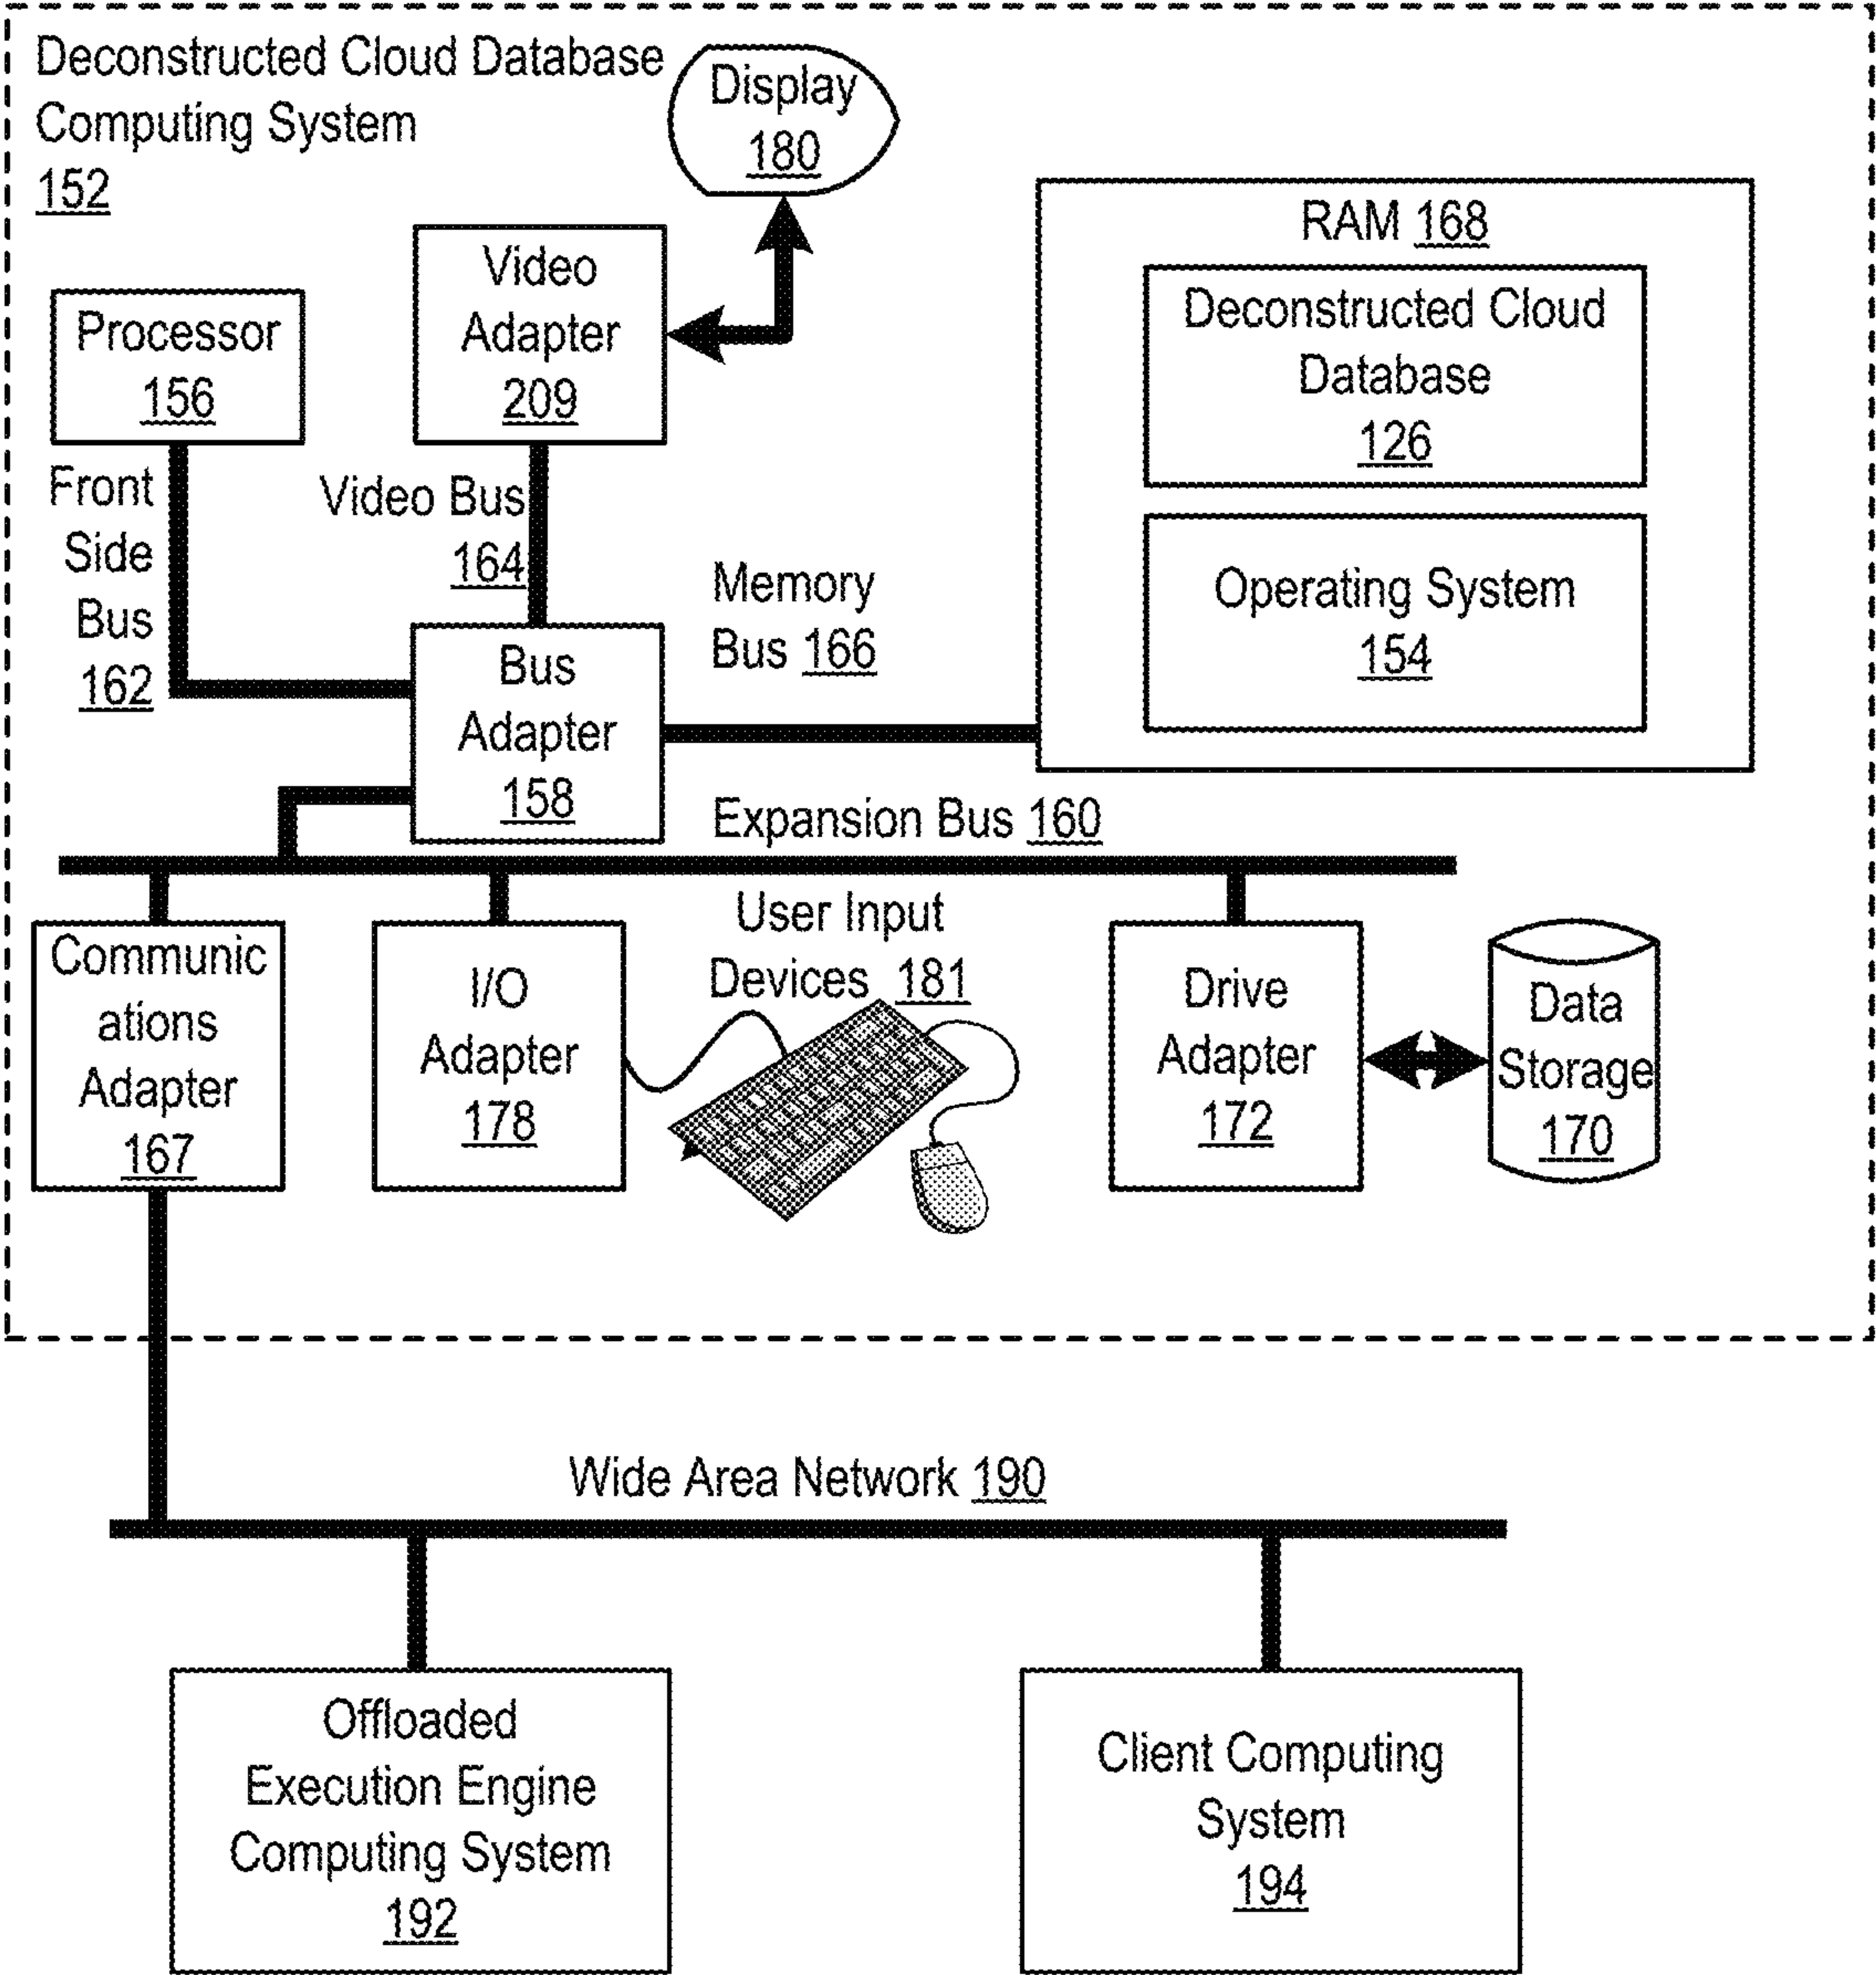 Deconstructed Cloud Database
Computing System
152
Display
180
RAM 168
Deconstructed Cloud
Database
126
Operating System
154
Video
Adapter
209
Processor
156
Front
Side
Bus
162
Video Bus
164
Memory
Bus 166
Bus
Adapter
158
Expansion Bus 160
Communic
ations
Adapter
167
I/O
Adapter
178
User Input
Devices 181
Drive
Adapter
172
Data
Storage
170
Wide Area Network 190
Offloaded
Execution Engine
Computing System
192
Client Computing
System
194